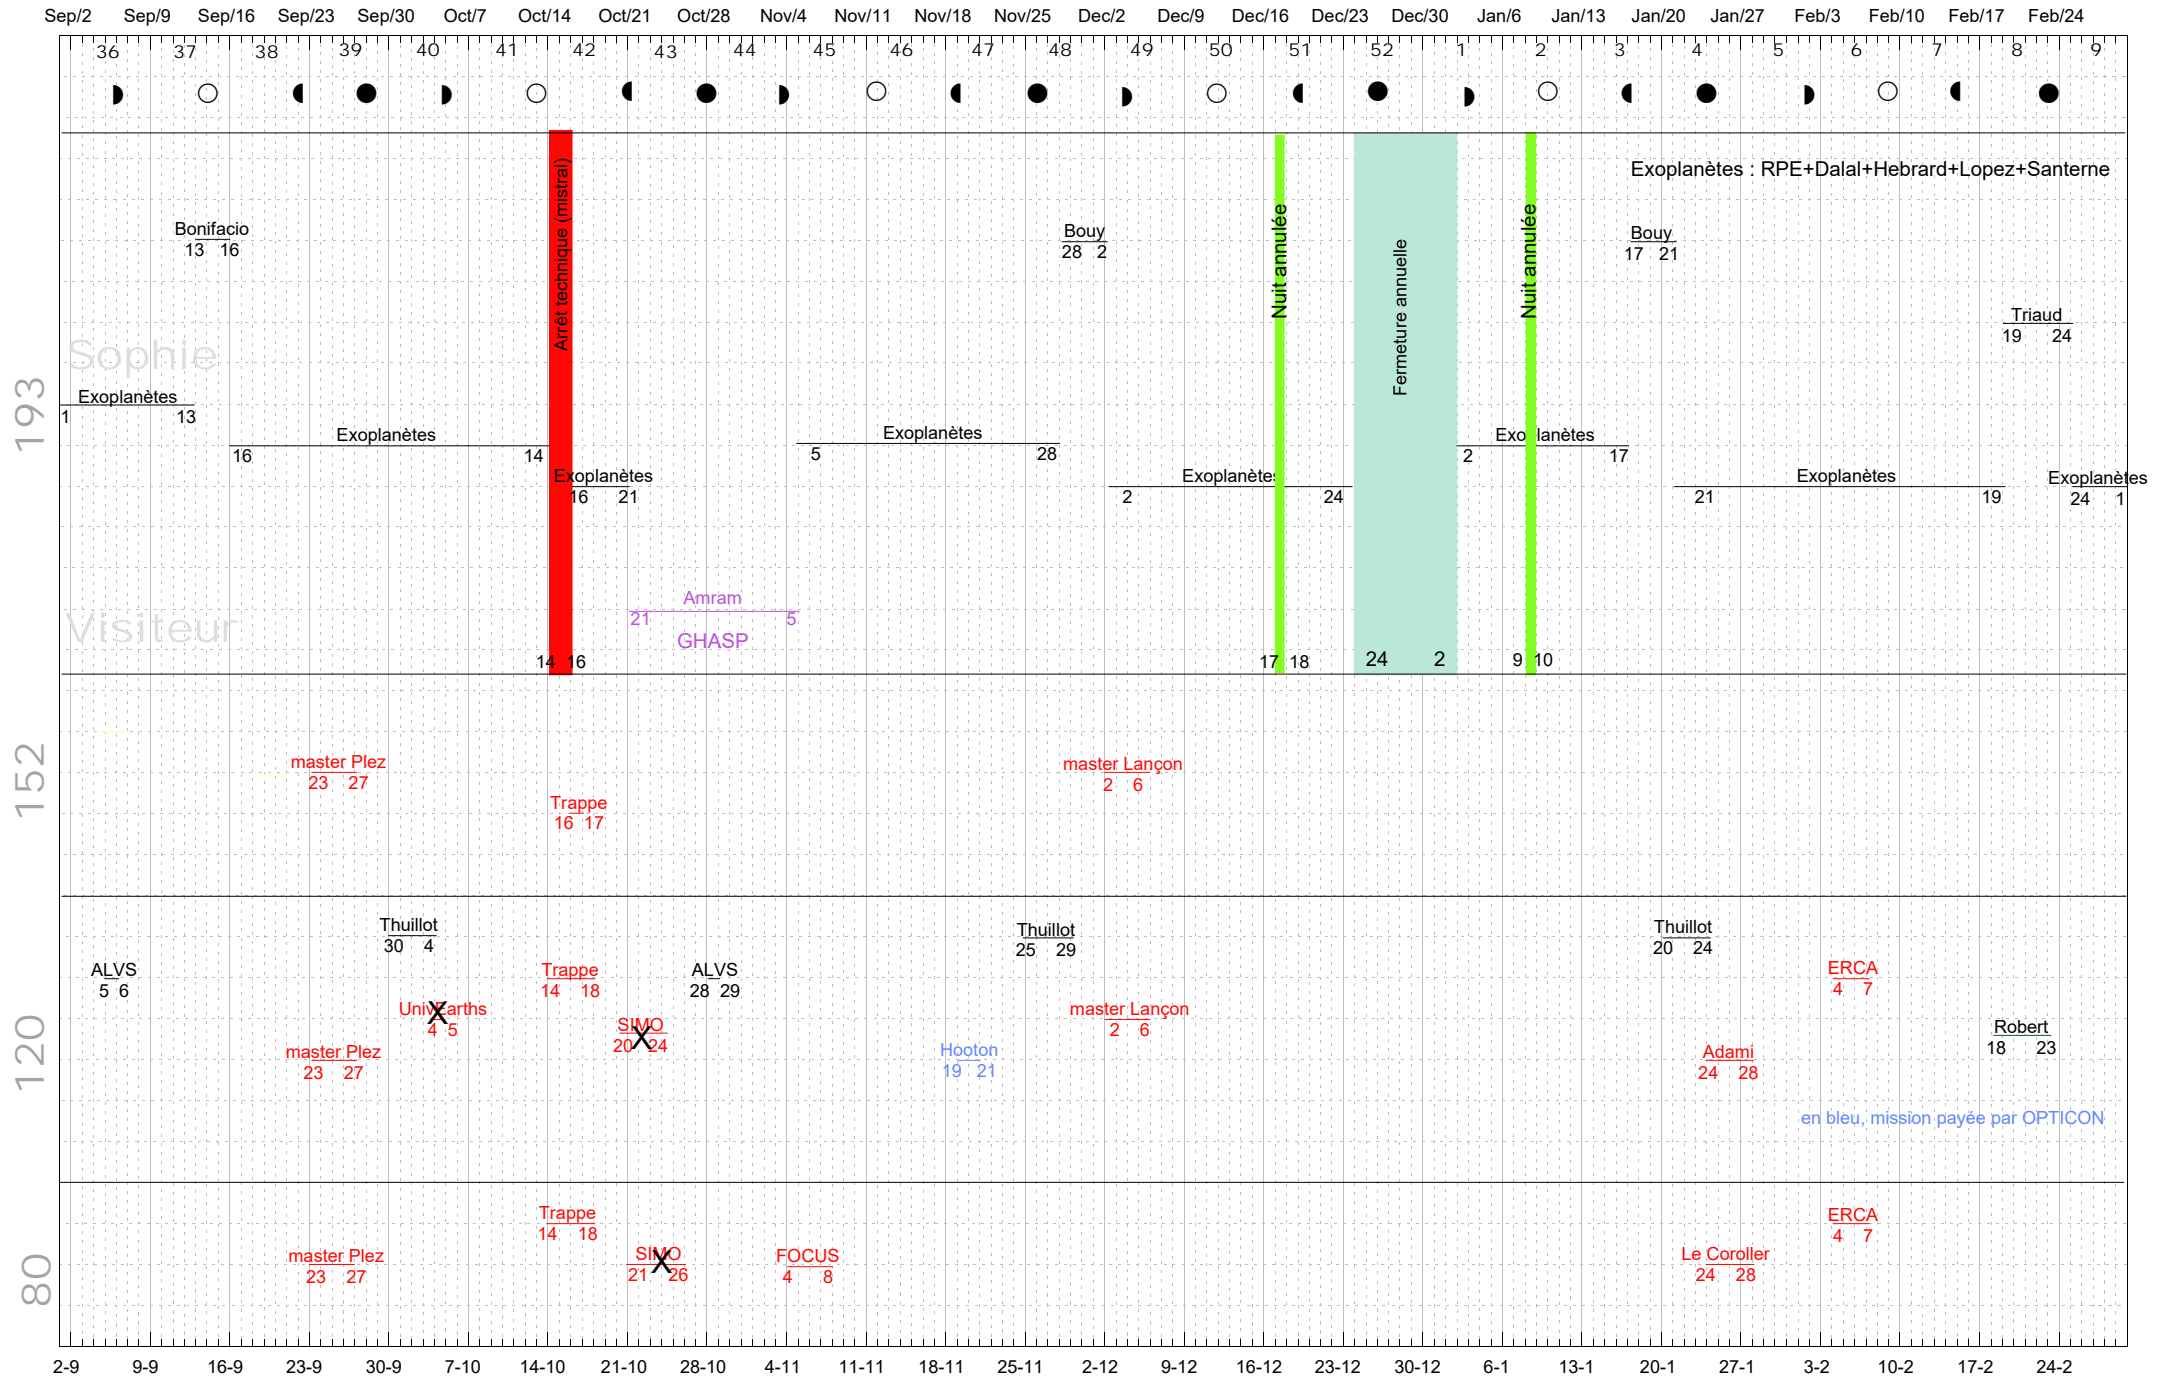 Sep/2 Sep/9 Sep/16 Sep/23 Sep/30 Oct/7 Oct/14 Oct/21 Oct/28 Nov/4 Nov/11 Nov/18 Nov/25 Dec/2 Dec/9 Dec/16 Dec/23 Dec/30 Jan/6 Jan/13 Jan/20 Jan/27 Feb/3 Feb/10 Feb/17 Feb/24
36 37 38 39 40 41 42 43 44 45 46 47 48 49 50 51 52 1 2 3 4 5 6 7 8 9
193
Exoplanètes : RPE+Dalal+Hebrard+Lopez+Santerne
Arrêt technique (mistral)
Nuit annulée
Fermeture annuelle
Nuit annulée
Bonifacio
13 16
Bouy
28 2
Bouy
17 21
Triaud
19 24
Sophie
Exoplanètes
1 13
Exoplanètes
16 14
Exoplanètes
5 28
Exoplanètes
2 17
Exoplanètes
16 21
Exoplanètes
2 24
Exoplanètes
21 19
Exoplanètes
24 1
Visiteur
Amram
21 5
GHASP
14 16
17 18
24 2
9 10
152
master Plez
23 27
master Lançon
2 6
Trappe
16 17
120
Thuillot
30 4
Thuillot
25 29
Thuillot
20 24
ALVS
5 6
Trappe
14 18
ALVS
28 29
ERCA
4 7
UnivEarths
X
4 5
master Lançon
2 6
SIMO
X
20 24
Robert
18 23
master Plez
23 27
Hooton
19 21
Adami
24 28
en bleu, mission payée par OPTICON
80
Trappe
14 18
ERCA
4 7
master Plez
23 27
SIMO
X
21 26
FOCUS
4 8
Le Coroller
24 28
2-9 9-9 16-9 23-9 30-9 7-10 14-10 21-10 28-10 4-11 11-11 18-11 25-11 2-12 9-12 16-12 23-12 30-12 6-1 13-1 20-1 27-1 3-2 10-2 17-2 24-2